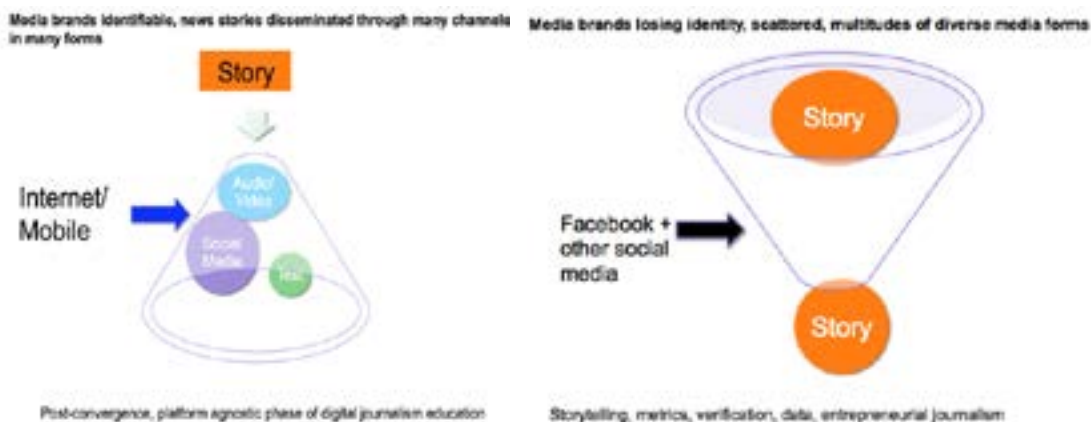 Media brands identifiable, news stories disseminated through many channels
in many forms
Story
Audio/
Video
Internet/
Mobile
Social
Media
Text
Post-convergence, platform agnostic phase of digital journalism education
Media brands losing identity, scattered, multitudes of diverse media forms
Story
Facebook +
other social
media
Story
Storytelling, metrics, verification, data, entrepreneurial journalism